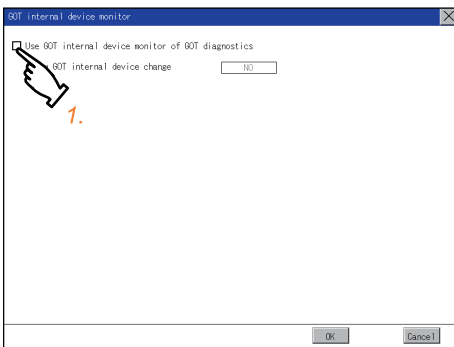 GOT internal device monitor
Use GOT internal device monitor of GOT diagnostics
GOT internal device change NO
1.
OK Cancel